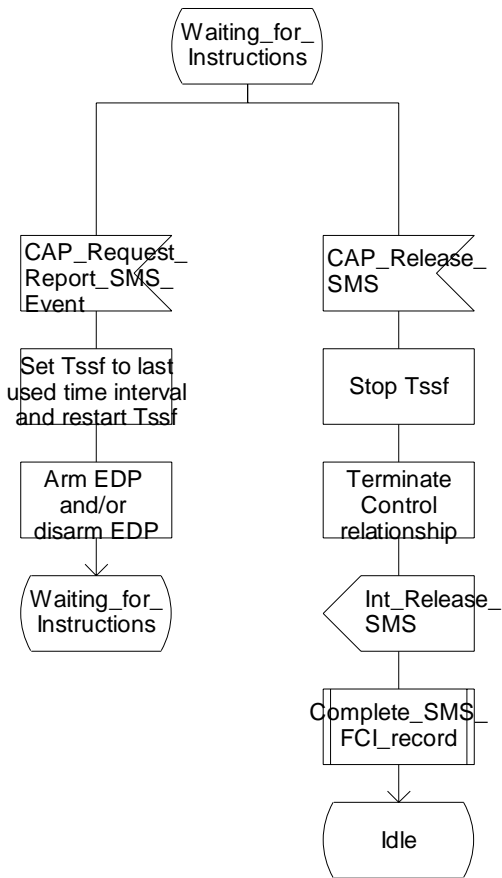 Waiting_for_
Instructions
CAP_Request_
Report_SMS_
Event
Set Tssf to last
used time interval
and restart Tssf
Arm EDP
and/or
disarm EDP
Waiting_for_
Instructions
CAP_Release_
SMS
Stop Tssf
Terminate
Control
relationship
Int_Release_
SMS
Complete_SMS_
FCI_record
Idle